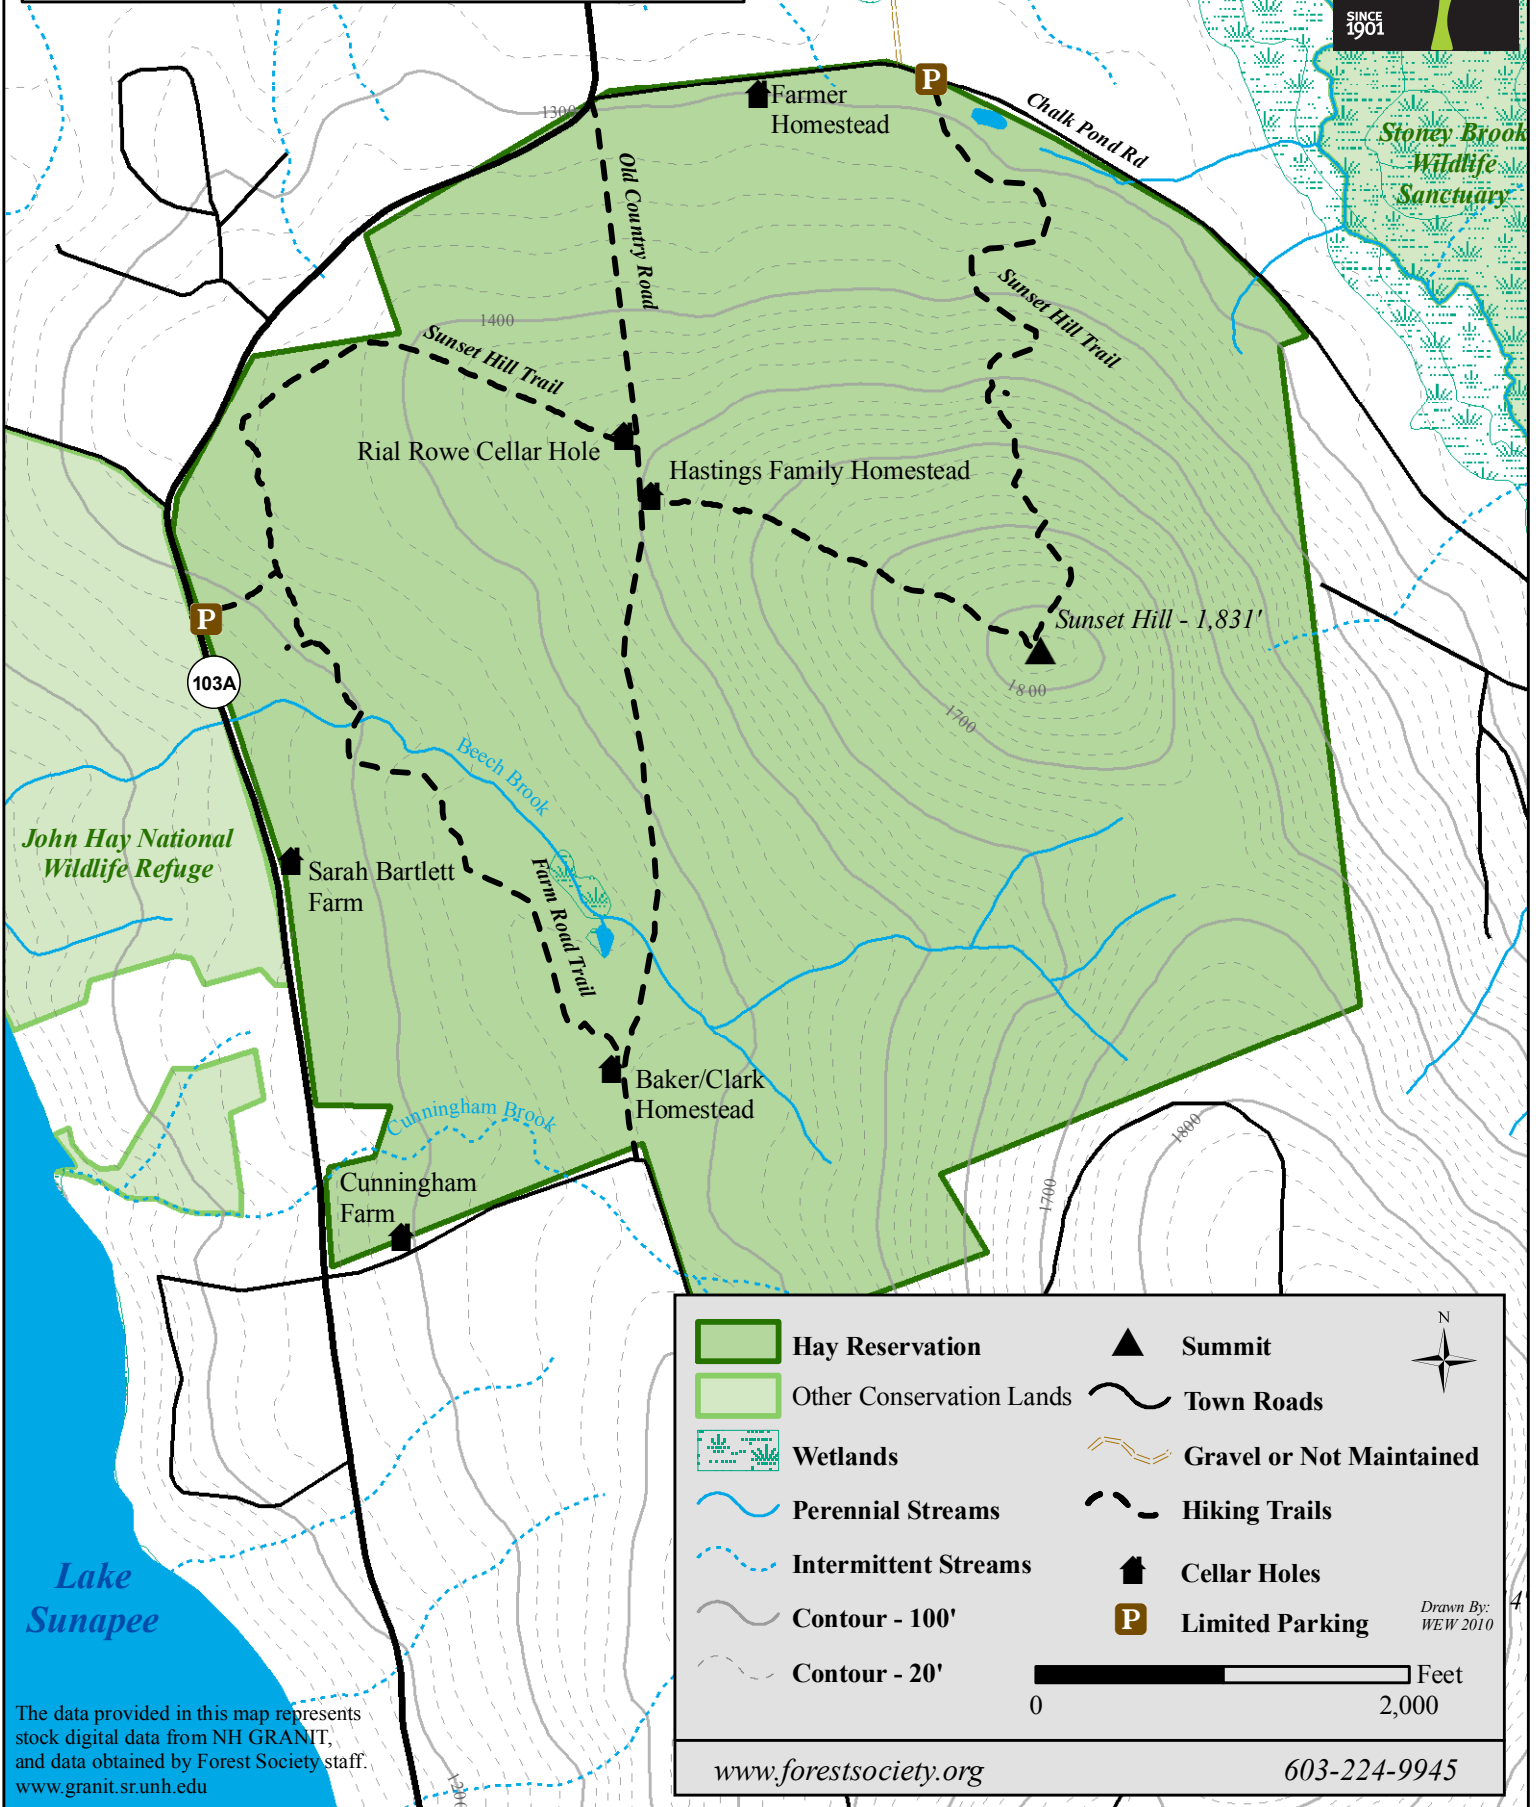 SINCE
1901
P
Farmer
Homestead
Chalk Pond Rd
Stoney Brook
Wildlife
Sanctuary
1300
Old Country Road
Sunset Hill Trail
1400
Sunset Hill Trail
Rial Rowe Cellar Hole
Hastings Family Homestead
P
Sunset Hill - 1,831'
103A
1800
1700
Beech Brook
John Hay National
Wildlife Refuge
Sarah Bartlett
Farm
Farm Road Trail
Baker/Clark
Homestead
Cunningham Brook
1800
Cunningham
Farm
1700
N
Hay Reservation
Summit
Other Conservation Lands
Town Roads
Wetlands
Gravel or Not Maintained
Perennial Streams
Hiking Trails
Intermittent Streams
Cellar Holes
Contour - 100'
P
Limited Parking
Drawn By:
WEW 2010
4'
Contour - 20'
Feet
0
2,000
Lake
Sunapee
The data provided in this map represents
stock digital data from NH GRANIT,
and data obtained by Forest Society staff.
www.granit.sr.unh.edu
www.forestsociety.org
603-224-9945